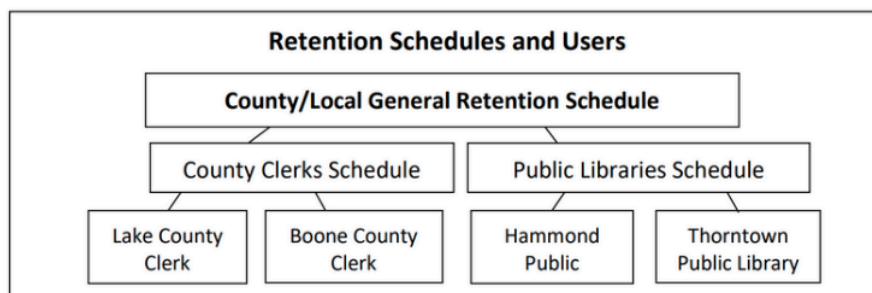 Retention Schedules and Users
County/Local General Retention Schedule
County Clerks Schedule
Public Libraries Schedule
Lake County
Clerk
Boone County
Clerk
Hammond
Public
Thorntown
Public Library